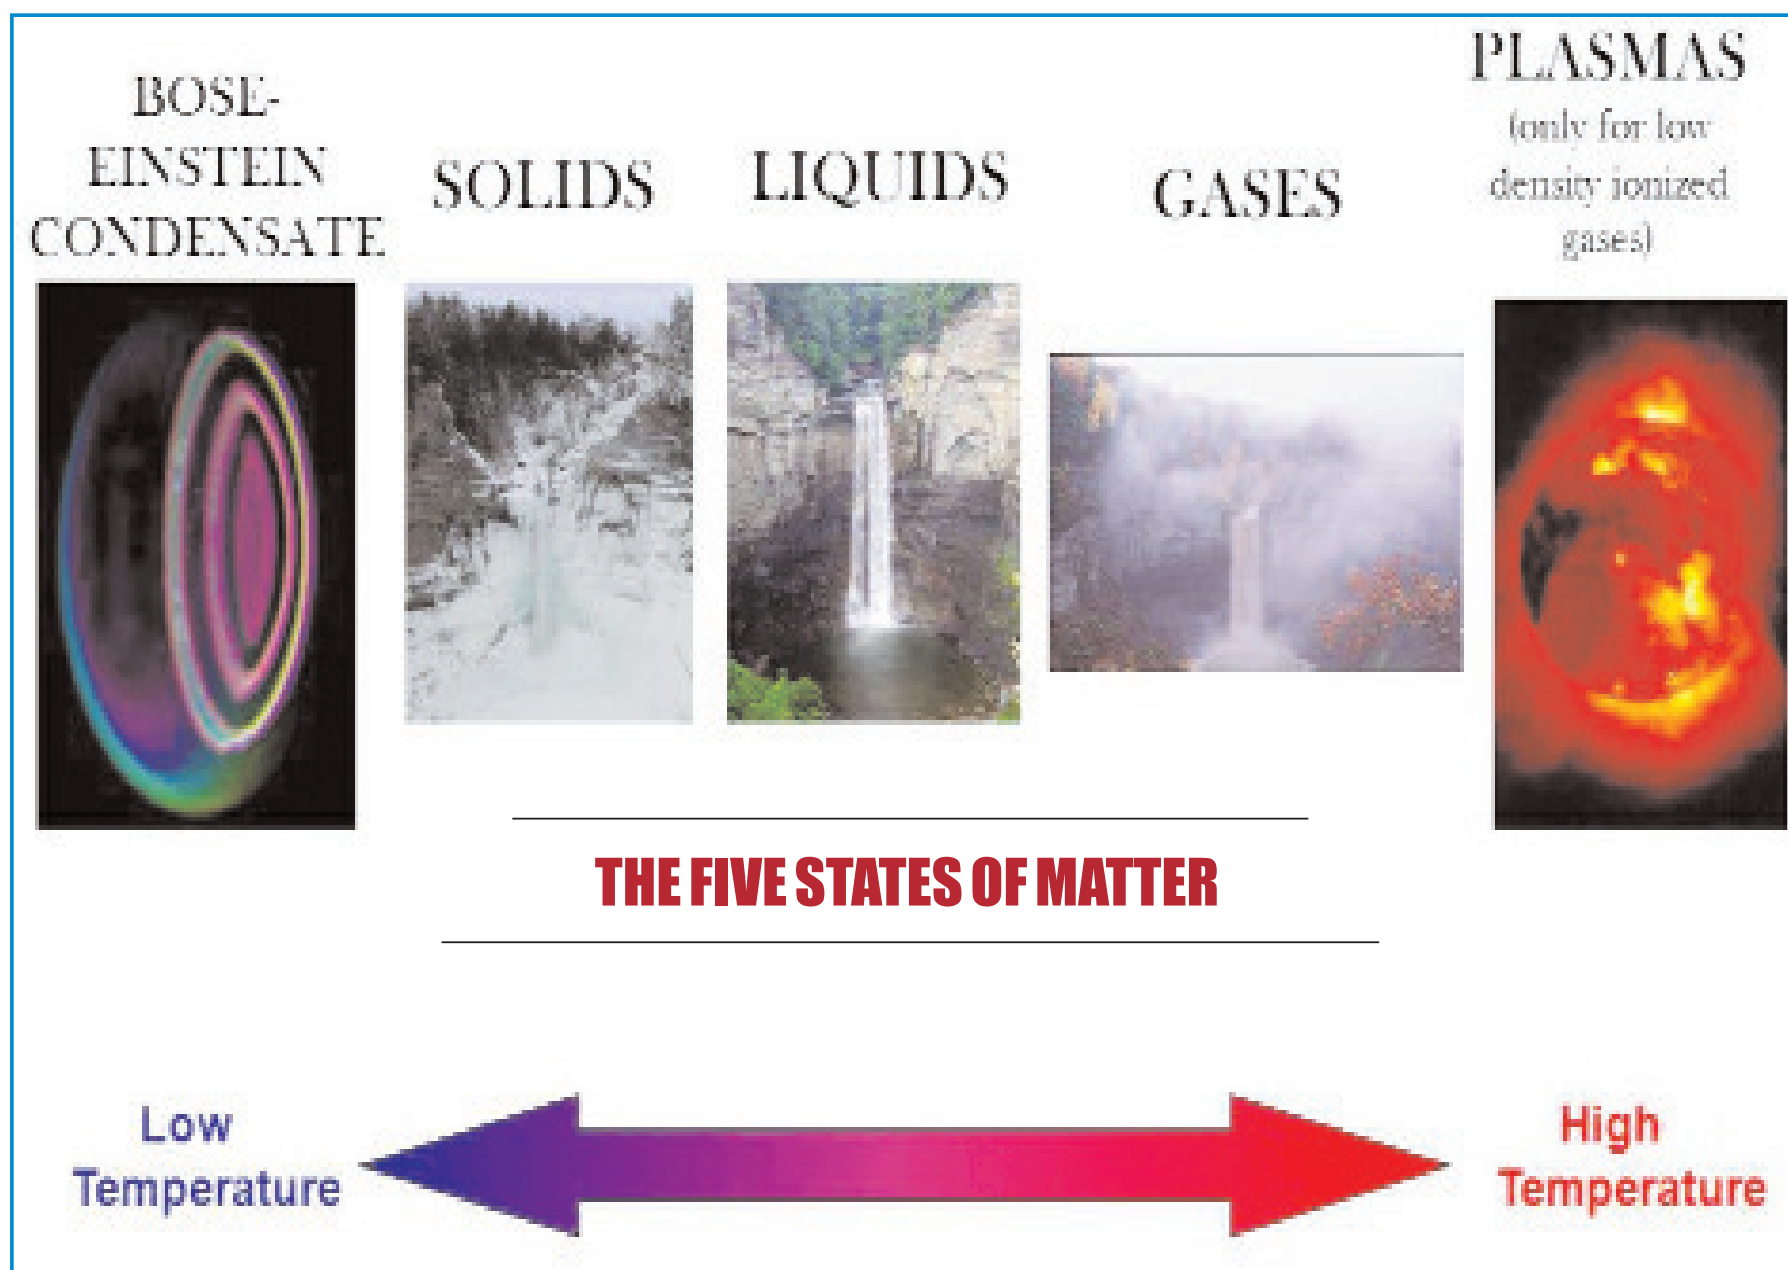 BOSE-
EINSTEIN
CONDENSATE
SOLIDS
LIQUIDS
GASES
PLASMAS
(only for low
density ionized
gases)
THE FIVE STATES OF MATTER
Low
Temperature
High
Temperature